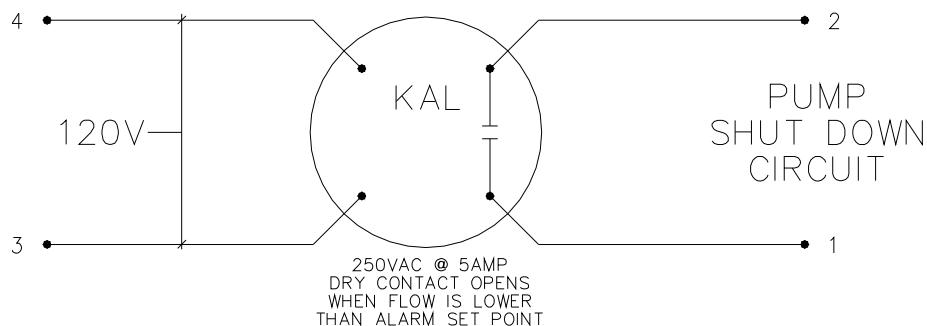 4
2
KAL
120V
PUMP
SHUT DOWN
CIRCUIT
3
1
250VAC @ 5AMP
DRY CONTACT OPENS
WHEN FLOW IS LOWER
THAN ALARM SET POINT